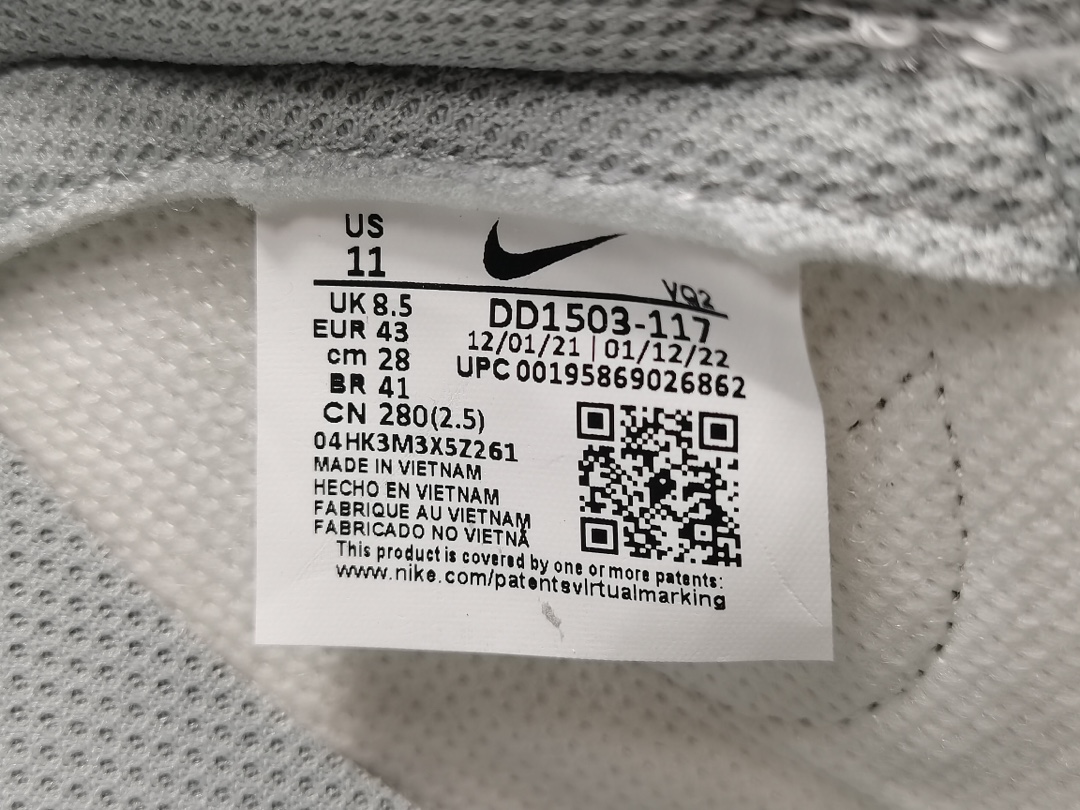 US
11
VQ2
UK 8.5
DD1503-117
EUR 43
12/01/21 | 01/12/22
cm 28
UPC 00195869026862
BR 41
CN 280(2.5)
04HK3M3X5Z261
MADE IN VIETNAM
HECHO EN VIETNAM
FABRIQUE AU VIETNAM
FABRICADO NO VIETNÃ
This product is covered by one or more patents:
www.nike.com/patentsvirtualmarking